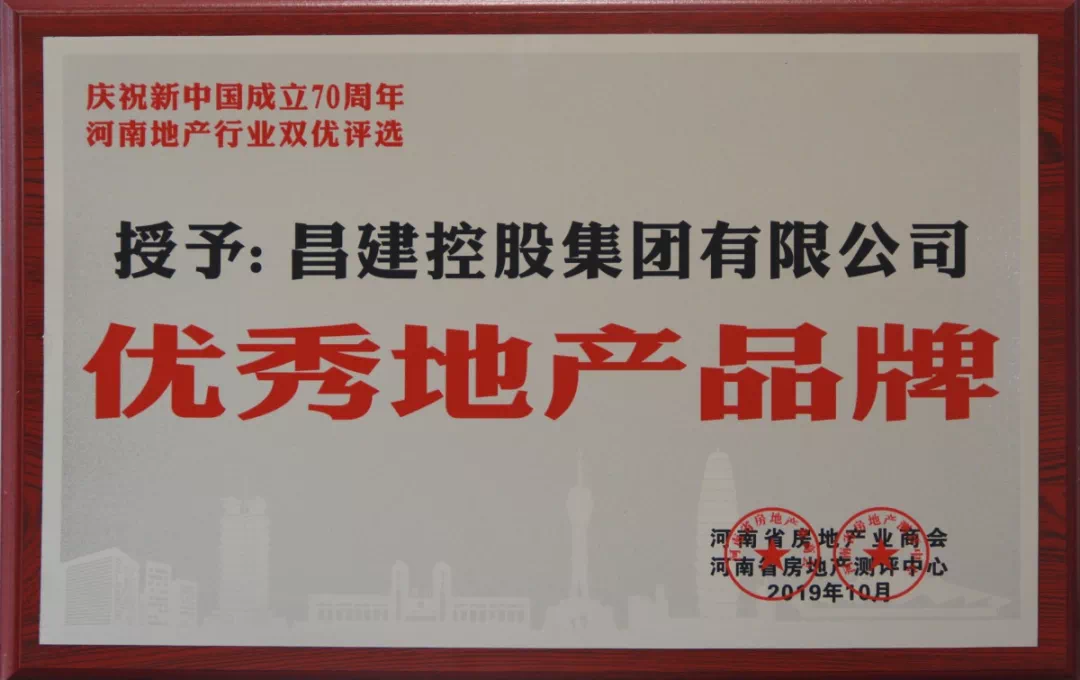 庆祝新中国成立70周年
河南地产行业双优评选
授予:昌建控股集团有限公司
优秀地产品牌
河南省房地产业商会
河南省房地产测评中心
2019年10月